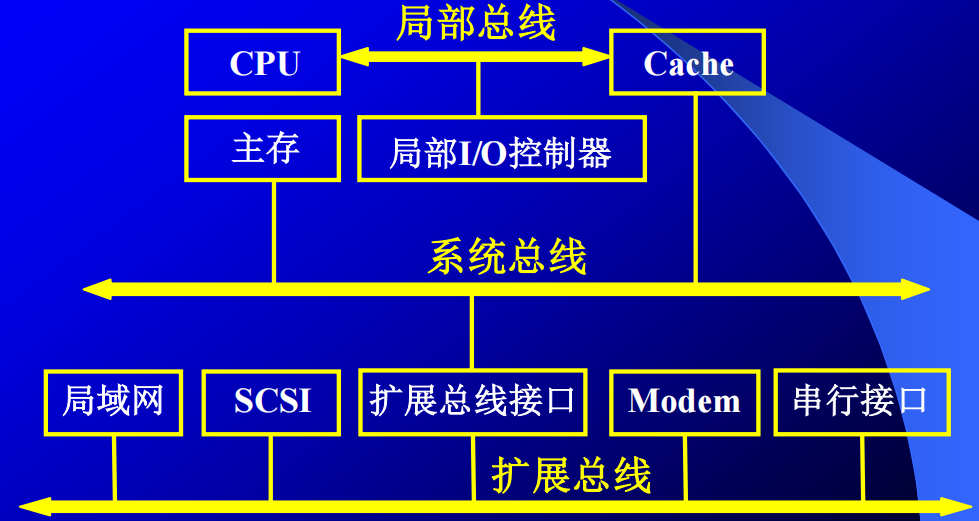 局部总线
CPU
Cache
主存
局部I/O控制器
系统总线
局域网
SCSI
扩展总线接口
Modem
串行接口
扩展总线